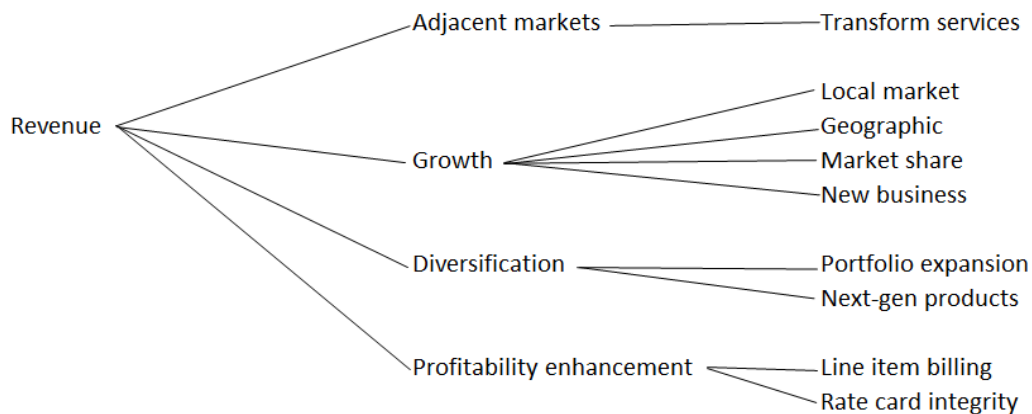 Adjacent markets
Transform services
Revenue
Growth
Local market
Geographic
Market share
New business
Diversification
Portfolio expansion
Next-gen products
Profitability enhancement
Line item billing
Rate card integrity